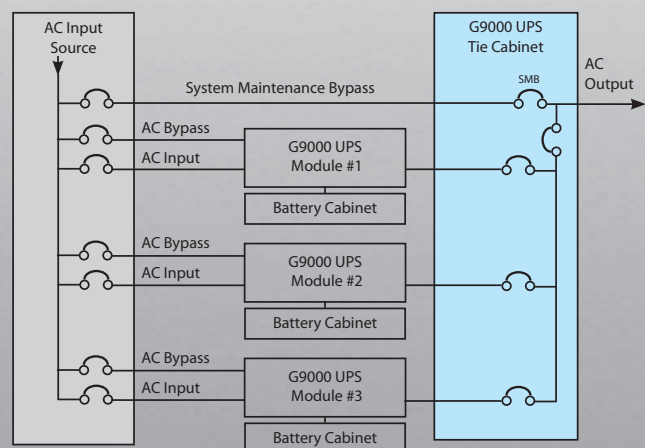 AC Input
Source
G9000 UPS
Tie Cabinet
AC
Output
SMB
System Maintenance Bypass
AC Bypass
AC Input
G9000 UPS
Module #1
Battery Cabinet
AC Bypass
AC Input
G9000 UPS
Module #2
Battery Cabinet
AC Bypass
AC Input
G9000 UPS
Module #3
Battery Cabinet